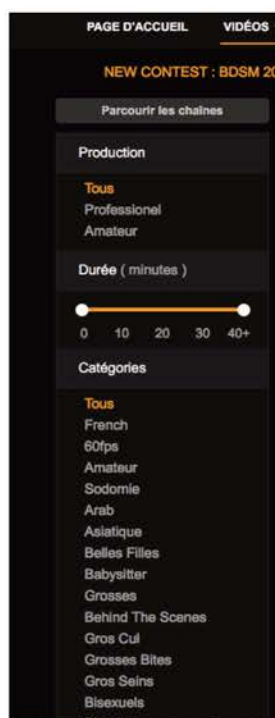 PAGE D'ACCUEIL VIDÉOS
NEW CONTEST : BDSM 20
Parcourir les chaînes
Production
Tous
Professionel
Amateur
Durée ( minutes )
0 10 20 30 40+
Catégories
Tous
French
60fps
Amateur
Sodomie
Arab
Asiatique
Belles Filles
Babysitter
Grosses
Behind The Scenes
Gros Cul
Grosses Bites
Gros Seins
Bisexuels